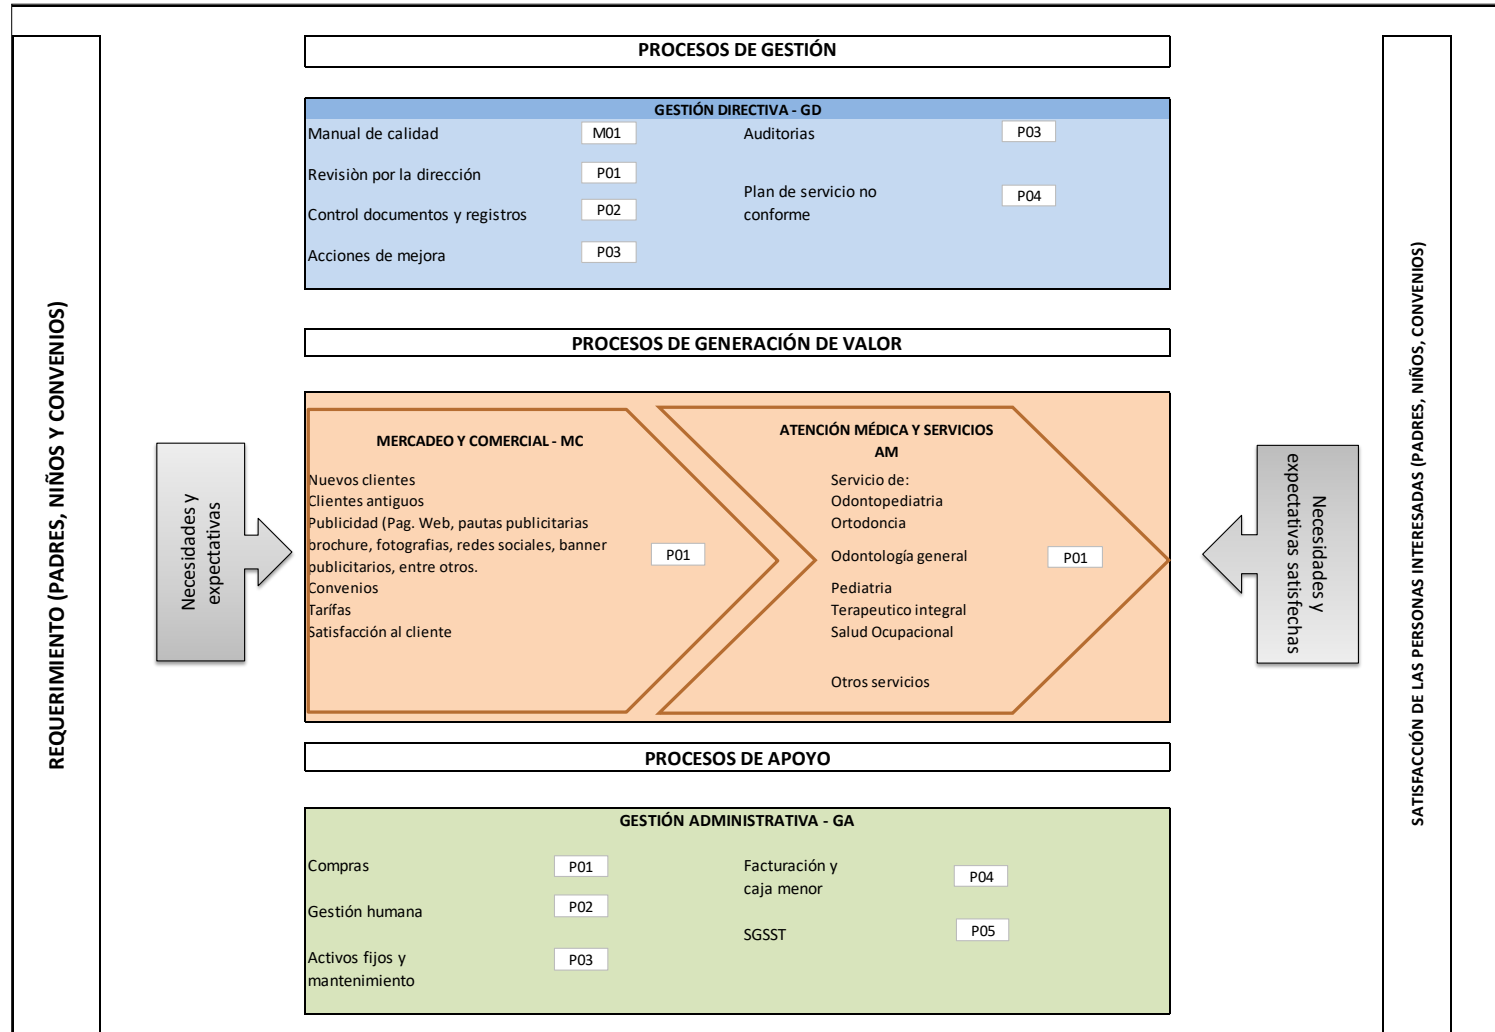 REQUERIMIENTO (PADRES, NIÑOS Y CONVENIOS)
Necesidades y
expectativas
PROCESOS DE GESTIÓN
GESTIÓN DIRECTIVA - GD
Manual de calidad M01 Auditorias P03
Revisiòn por la dirección P01
Plan de servicio no
conforme P04
Control documentos y registros P02
Acciones de mejora P03
PROCESOS DE GENERACIÓN DE VALOR
MERCADEO Y COMERCIAL - MC
Nuevos clientes
Clientes antiguos
Publicidad (Pag. Web, pautas publicitarias
brochure, fotografias, redes sociales, banner
publicitarios, entre otros.
Convenios
Tarífas
Satisfacción al cliente
P01
ATENCIÓN MÉDICA Y SERVICIOS
AM
Servicio de:
Odontopediatria
Ortodoncia
Odontología general
Pediatria
Terapeutico integral
Salud Ocupacional
Otros servicios
P01
PROCESOS DE APOYO
GESTIÓN ADMINISTRATIVA - GA
Compras P01
Facturación y
caja menor P04
Gestión humana P02
SGSST P05
Activos fijos y
mantenimiento P03
Necesidades y
expectativas satisfechas
SATISFACCIÓN DE LAS PERSONAS INTERESADAS (PADRES, NIÑOS, CONVENIOS)